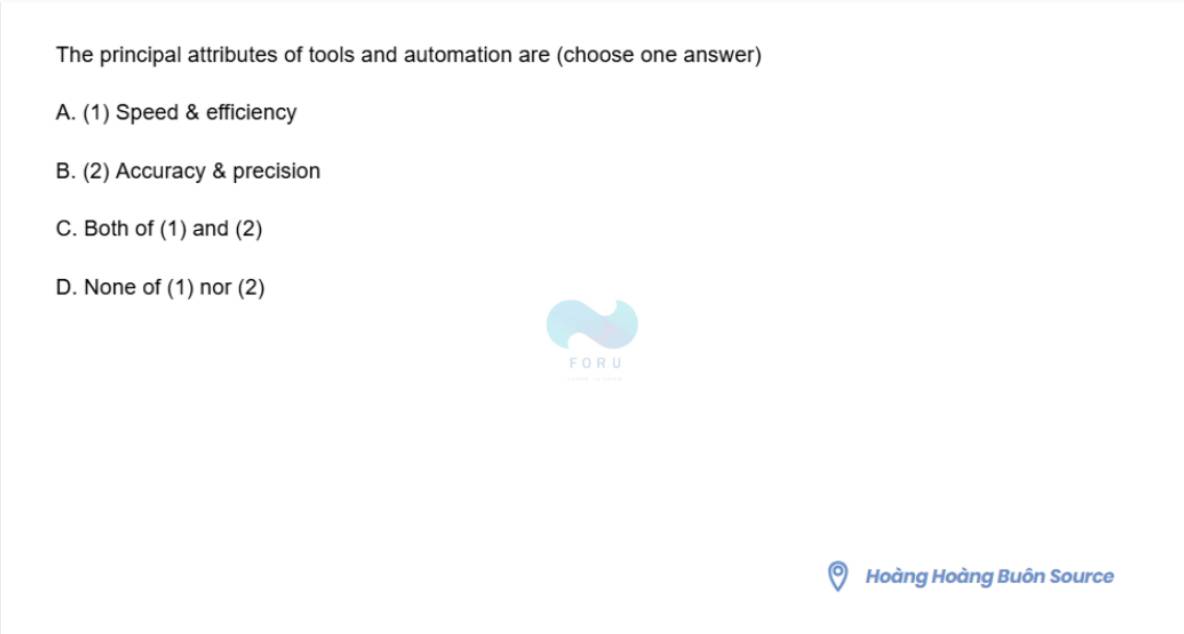 The principal attributes of tools and automation are (choose one answer)
A. (1) Speed & efficiency
B. (2) Accuracy & precision
C. Both of (1) and (2)
D. None of (1) nor (2)
FORU
Hoàng Hoàng Buôn Source